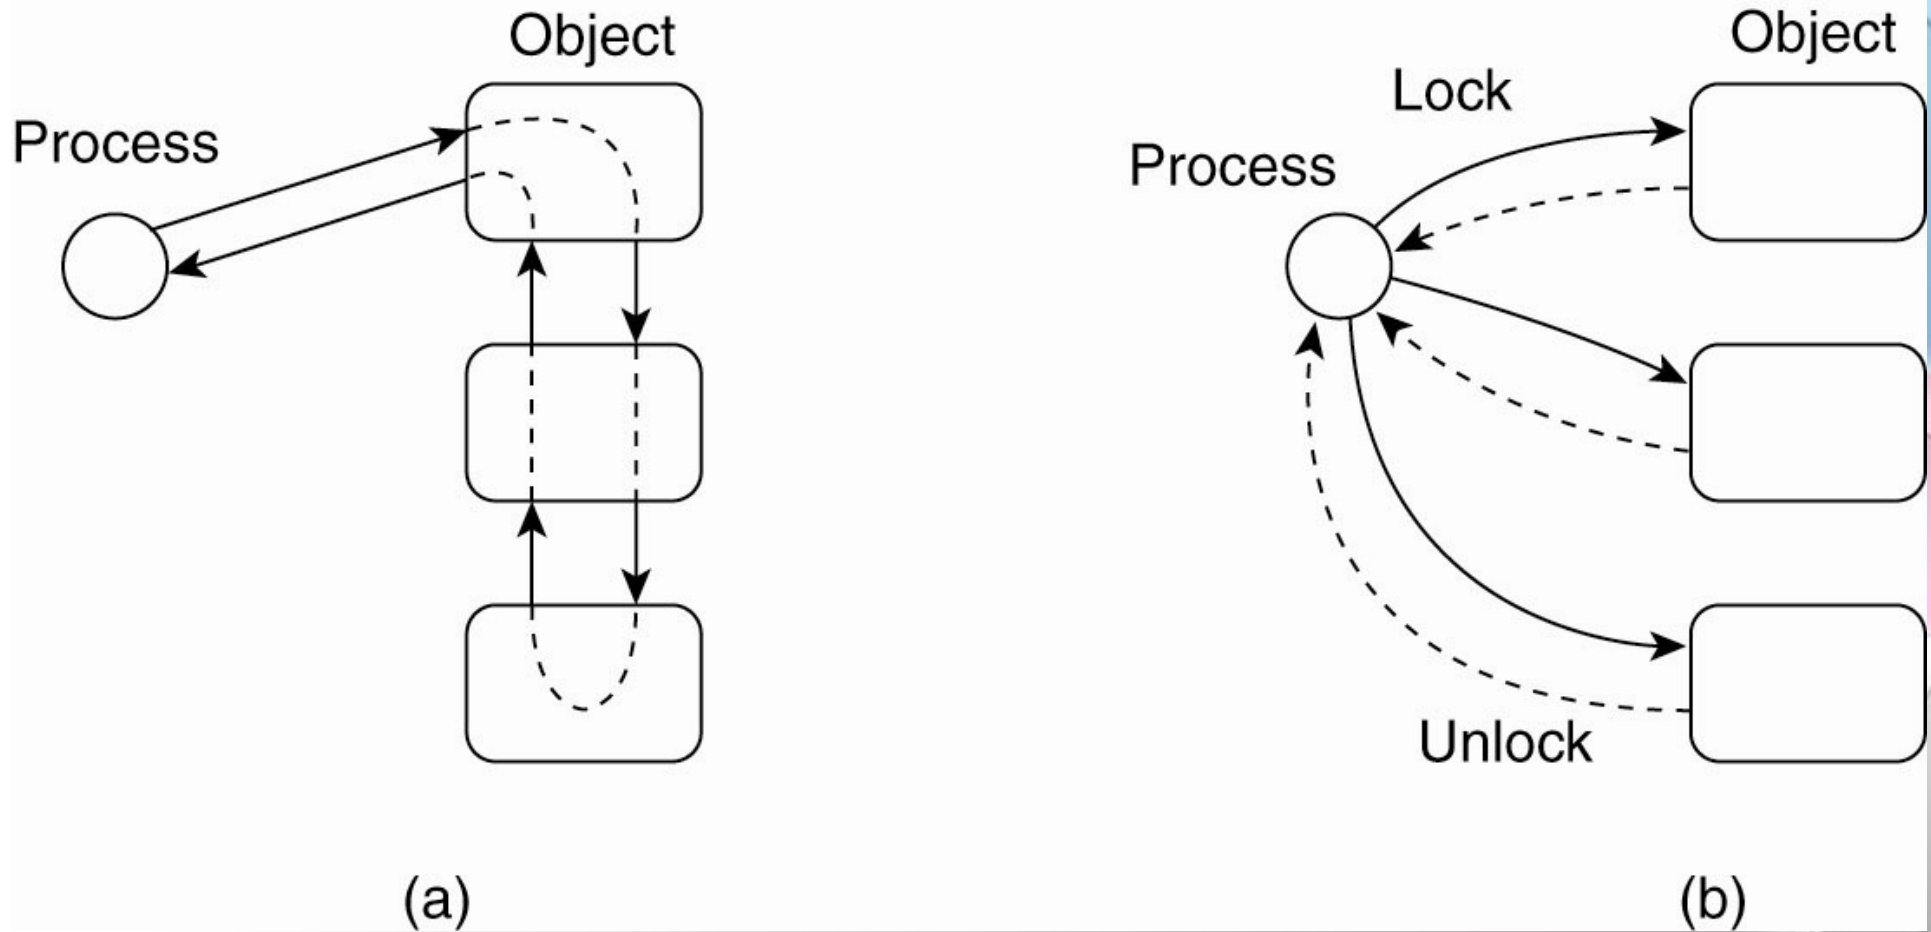 Object
Process
(a)
Object
Lock
Process
Unlock
(b)